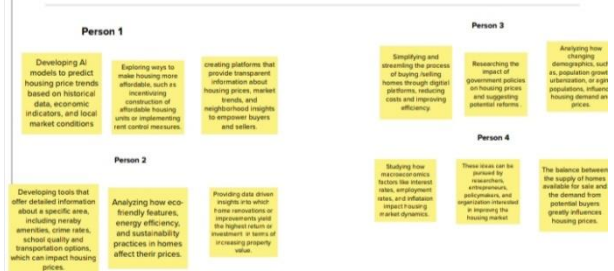 Person 1
Developing AI
models to predict
housing price trends
based on historical
data, economic
indicators, and local
market conditions
Exploring ways to
make housing more
affordable, such as
incentivizing
construction of
affordable housing
units or implementing
rent control measures.
creating platforms that
provide transparent
information about
housing prices, market
trends, and
neighborhood insights
to empower buyers
and sellers.
Person 2
Developing tools that
offer detailed information
about a specific area,
including neraby
amenities, crime rates,
school quality and
transportation options,
which can impact housing
prices.
Analyzing how eco-
friendly features,
energy efficiency,
and sustainability
practices in homes
affect their prices.
Providing data driven
insights into which
home renovations or
improvements yield
the highest return or
investment in terms of
increasing property
value.
Person 3
Simplifying and
streamling the process
of buying /selling
homes through digital
platforms, reducing
costs and improving
efficiency.
Researching the
impact of
government policies
on housing prices
and suggesting
potential reforms .
Anelyzing how
changing
demographics, such
as, population growt
urbanization, or egin
populations, influenc
housing demand an
prices.
Person 4
Studying how
macroeconomic
factors like interest
rates, employment
rates, and inflataion
impact housing
market dynamics.
These ideas can be
pursued by
researchers,
entrepreneurs,
policymakers, and
organization interested
in improving the
housing market
The balance between
the supply of homes
available for sale and
the demand from
potential buyers
greatly influences
housing prices.